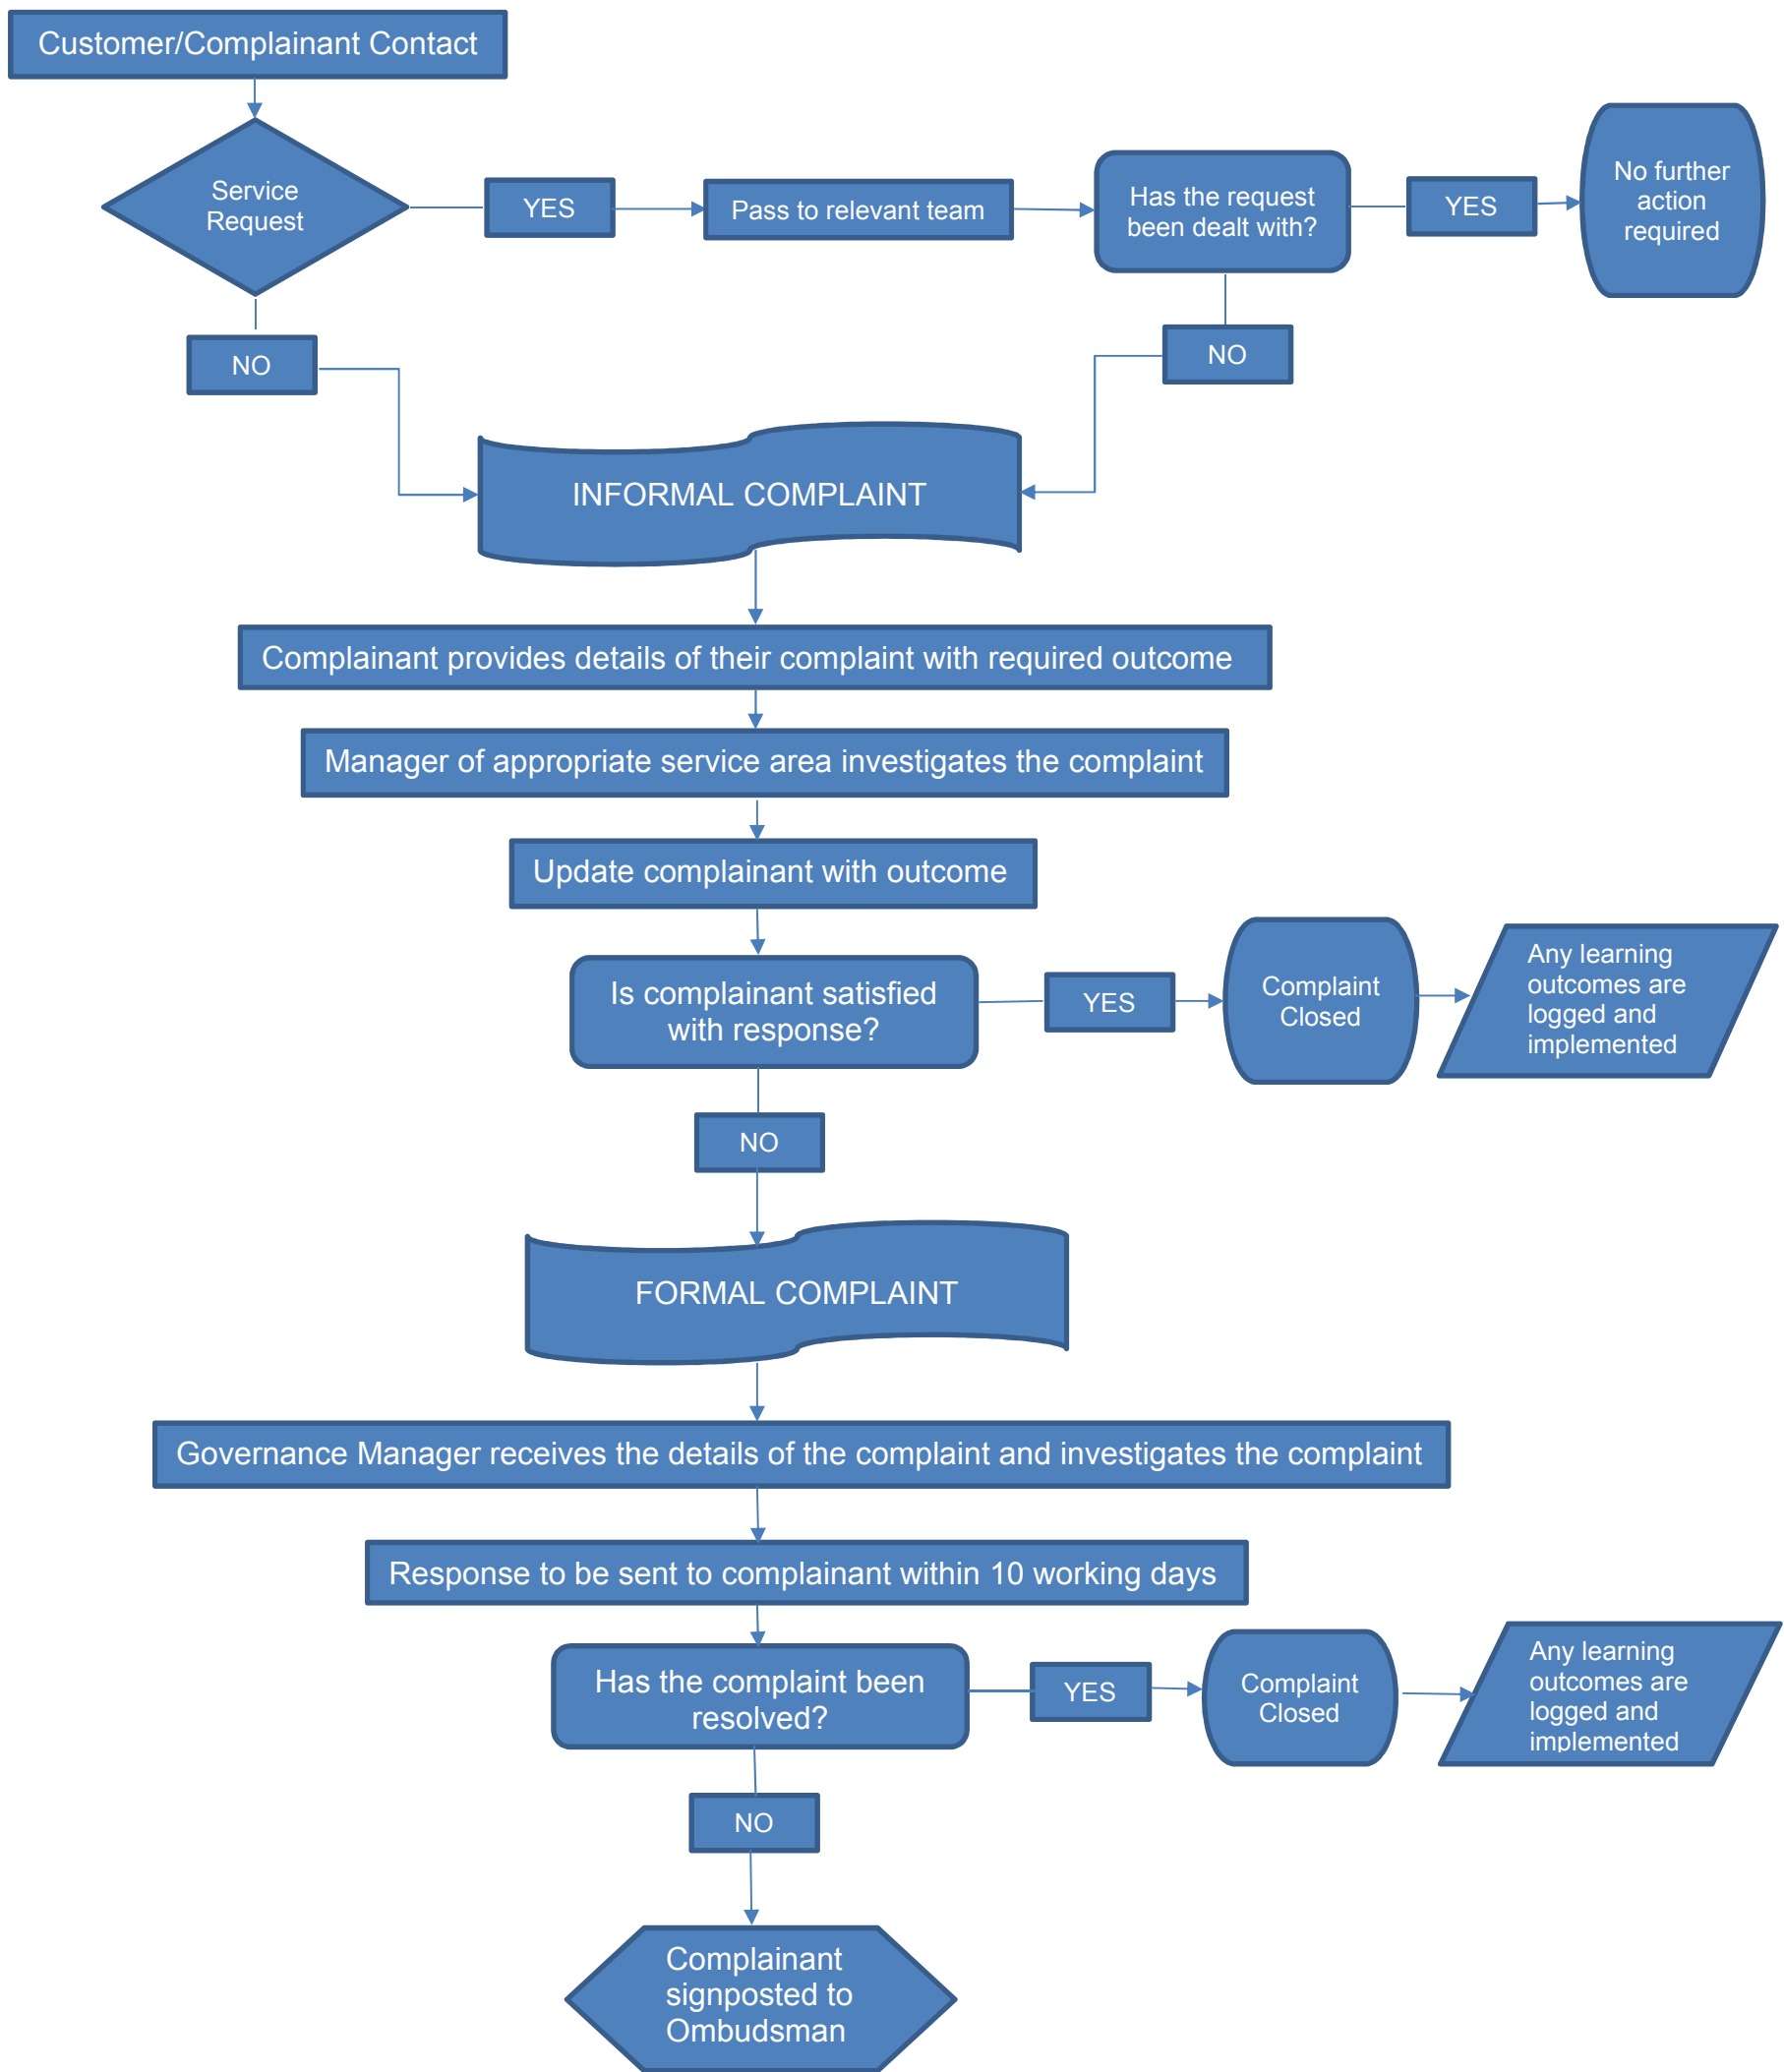 Customer/Complainant Contact
Service
Request
YES
Pass to relevant team
Has the request
been dealt with?
YES
No further
action
required
NO
NO
INFORMAL COMPLAINT
Complainant provides details of their complaint with required outcome
Manager of appropriate service area investigates the complaint
Update complainant with outcome
Is complainant satisfied
with response?
YES
Complaint
Closed
Any learning
outcomes are
logged and
implemented
NO
FORMAL COMPLAINT
Governance Manager receives the details of the complaint and investigates the complaint
Response to be sent to complainant within 10 working days
Has the complaint been
resolved?
YES
Complaint
Closed
Any learning
outcomes are
logged and
implemented
NO
Complainant
signposted to
Ombudsman